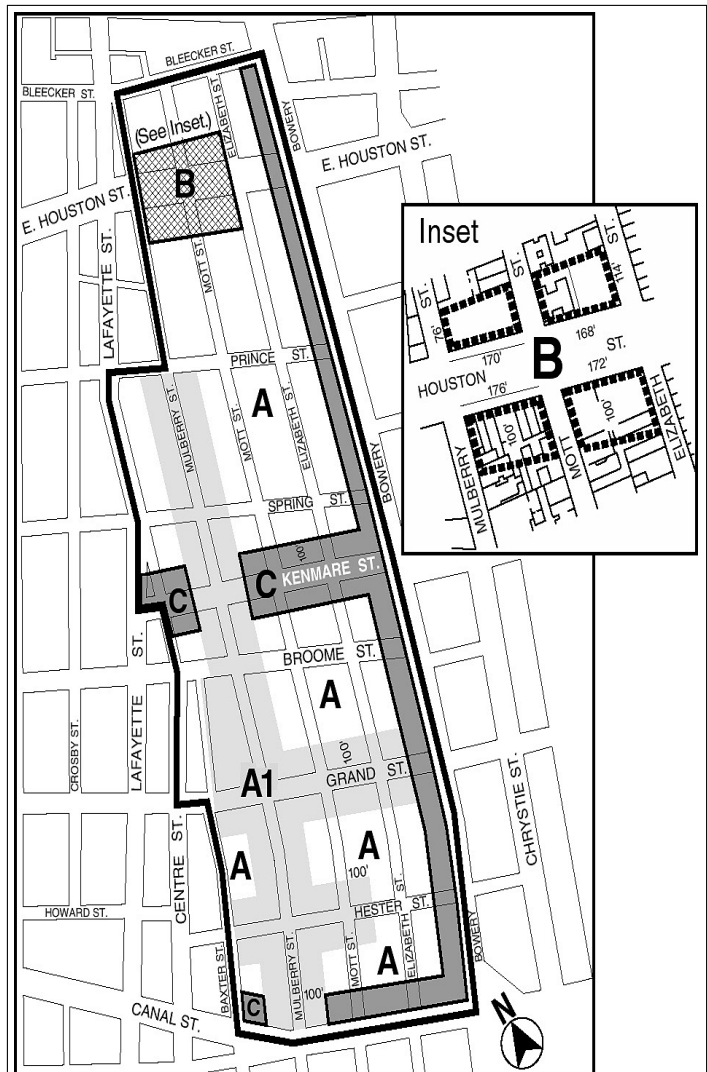 BLEECKER ST.
BLEECKER ST.
ELIZABETH ST.
BOWERY
(See Inset.)
B
E. HOUSTON ST.
E. HOUSTON ST.
LAFAYETTE ST.
MOTT ST.
PRINCE ST.
MULBERRY ST.
MOTT ST.
A
ELIZABETH ST.
BOWERY
SPRING ST.
100'
C
C
KENMARE ST.
BROOME ST.
A
CROSBY ST.
LAFAYETTE ST.
100'
A1
GRAND ST.
CHRYSTIE ST.
CENTRE ST.
A
A
100'
HOWARD ST.
HESTER ST.
BAXTER ST.
MULBERRY ST.
MOTT ST.
A
ELIZABETH ST.
BOWERY
C
100'
CANAL ST.
N
Inset
ST.
ST.
ST.
76'
114'
170'
168'
B
ST.
HOUSTON
176'
172'
100'
100'
MULBERRY
MOTT
ELIZABETH